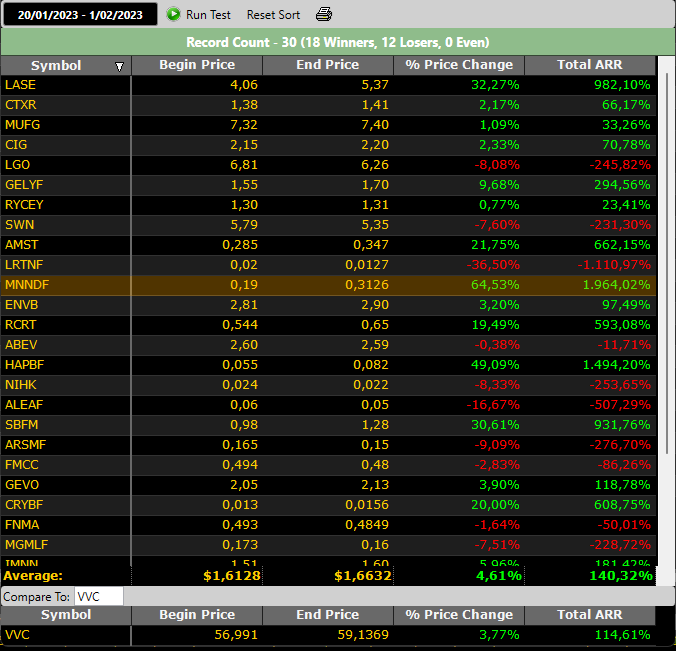 20/01/2023 - 1/02/2023 Run Test Reset Sort
Record Count - 30 (18 Winners, 12 Losers, 0 Even)
Symbol Begin Price End Price % Price Change Total ARR
LASE 4,06 5,37 32,27% 982,10%
CTXR 1,38 1,41 2,17% 66,17%
MUFG 7,32 7,40 1,09% 33,26%
CIG 2,15 2,20 2,33% 70,78%
LGO 6,81 6,26 -8,08% -245,82%
GELYF 1,55 1,70 9,68% 294,56%
RYCEY 1,30 1,31 0,77% 23,41%
SWN 5,79 5,35 -7,60% -231,30%
AMST 0,285 0,347 21,75% 662,15%
LRTNF 0,02 0,0127 -36,50% -1.110,97%
MNNDF 0,19 0,3126 64,53% 1.964,02%
ENVB 2,81 2,90 3,20% 97,49%
RCRT 0,544 0,65 19,49% 593,08%
ABEV 2,60 2,59 -0,38% -11,71%
HAPBF 0,055 0,082 49,09% 1.494,20%
NIHK 0,024 0,022 -8,33% -253,65%
ALEAF 0,06 0,05 -16,67% -507,29%
SBFM 0,98 1,28 30,61% 931,76%
ARSMF 0,165 0,15 -9,09% -276,70%
FMCC 0,494 0,48 -2,83% -86,26%
GEVO 2,05 2,13 3,90% 118,78%
CRYBF 0,013 0,0156 20,00% 608,75%
FNMA 0,493 0,4849 -1,64% -50,01%
MGMLF 0,173 0,16 -7,51% -228,72%
IMNN 1,51 1,60 5,96% 181,42%
Average: $1,6128 $1,6632 4,61% 140,32%
Compare To: VVC
Symbol Begin Price End Price % Price Change Total ARR
VVC 56,991 59,1369 3,77% 114,61%